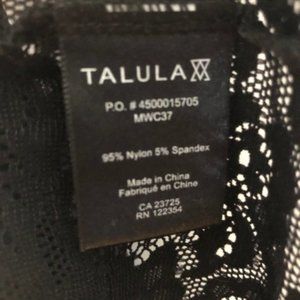 TALULA
P.O. # 4500015705
MWC37
95% Nylon 5% Spandex
Made in China
Fabriqué en Chine
CA 23725
RN 122354